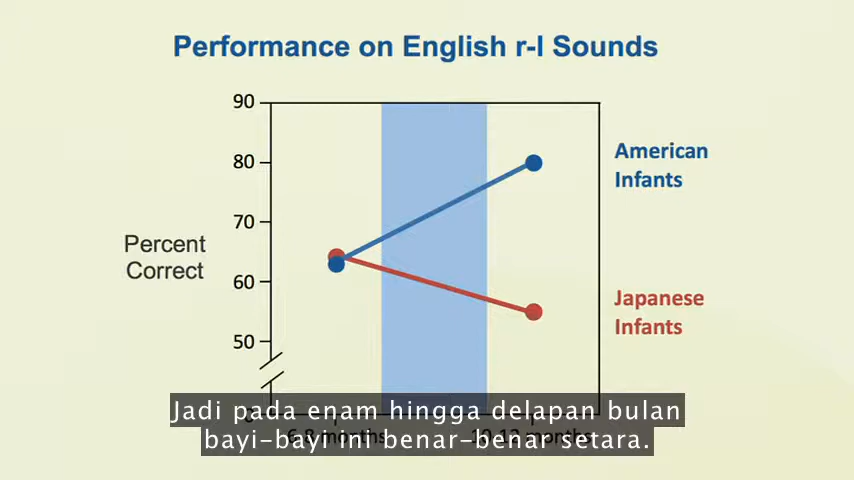 Performance on English r-l Sounds
90
80
70
60
50
Percent
Correct
American
Infants
Japanese
Infants
Jadi pada enam hingga delapan bulan
bayi-bayi ini benar-benar setara.